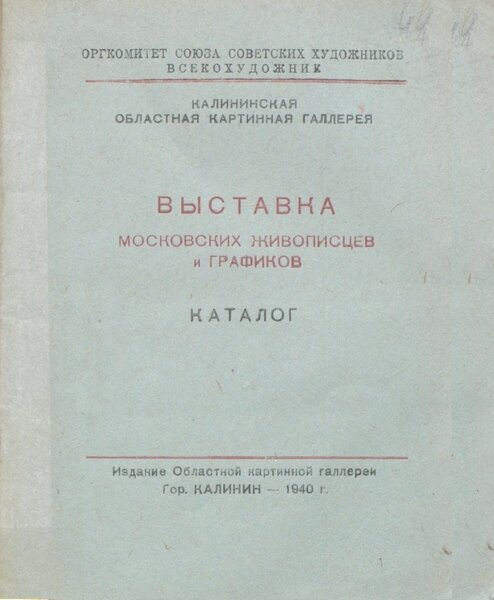 ОРГКОМИТЕТ СОЮЗА СОВЕТСКИХ ХУДОЖНИКОВ
ВСЕКОХУДОЖНИК
КАЛИНИНСКАЯ
ОБЛАСТНАЯ КАРТИННАЯ ГАЛЛЕРЕЯ
ВЫСТАВКА
МОСКОВСКИХ ЖИВОПИСЦЕВ
и ГРАФИКОВ
КАТАЛОГ
Издание Областной картинной галлереи
Гор. КАЛИНИН — 1940 г.